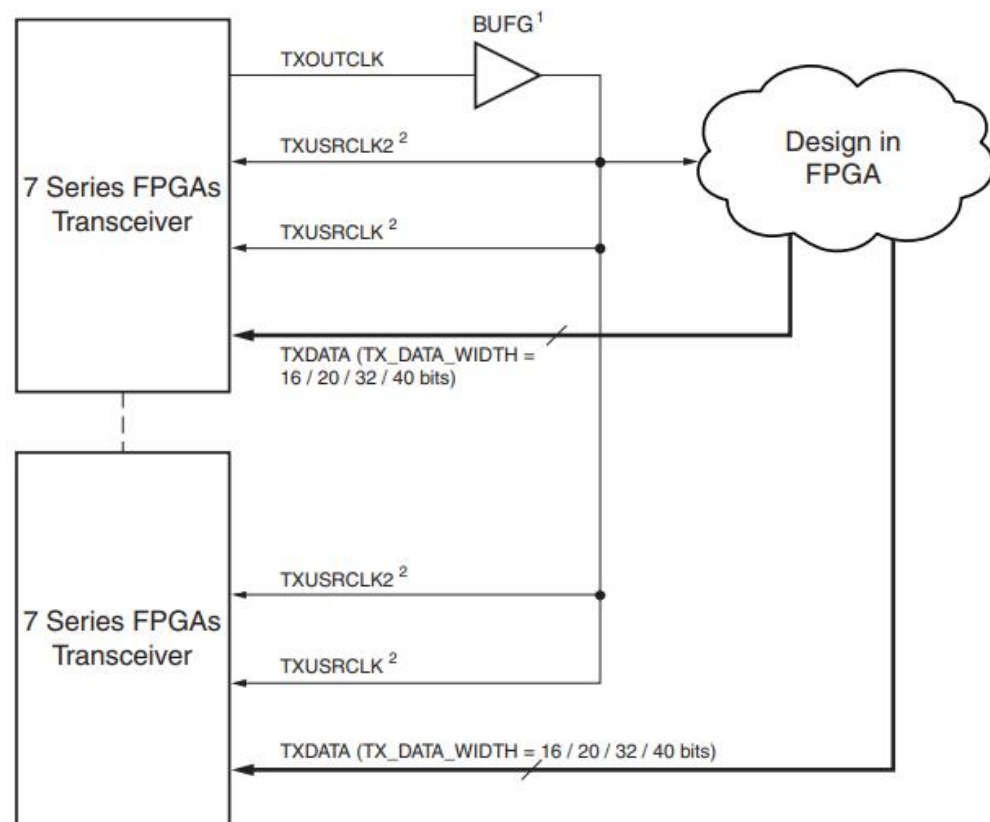 BUFG1
TXOUTCLK
TXUSRCLK2 2
Design in
FPGA
7 Series FPGAs
Transceiver
TXUSRCLK 2
TXDATA (TX_DATA_WIDTH =
16 / 20 / 32 / 40 bits)
TXUSRCLK2 2
7 Series FPGAs
Transceiver
TXUSRCLK 2
TXDATA (TX_DATA_WIDTH = 16 / 20 / 32 / 40 bits)